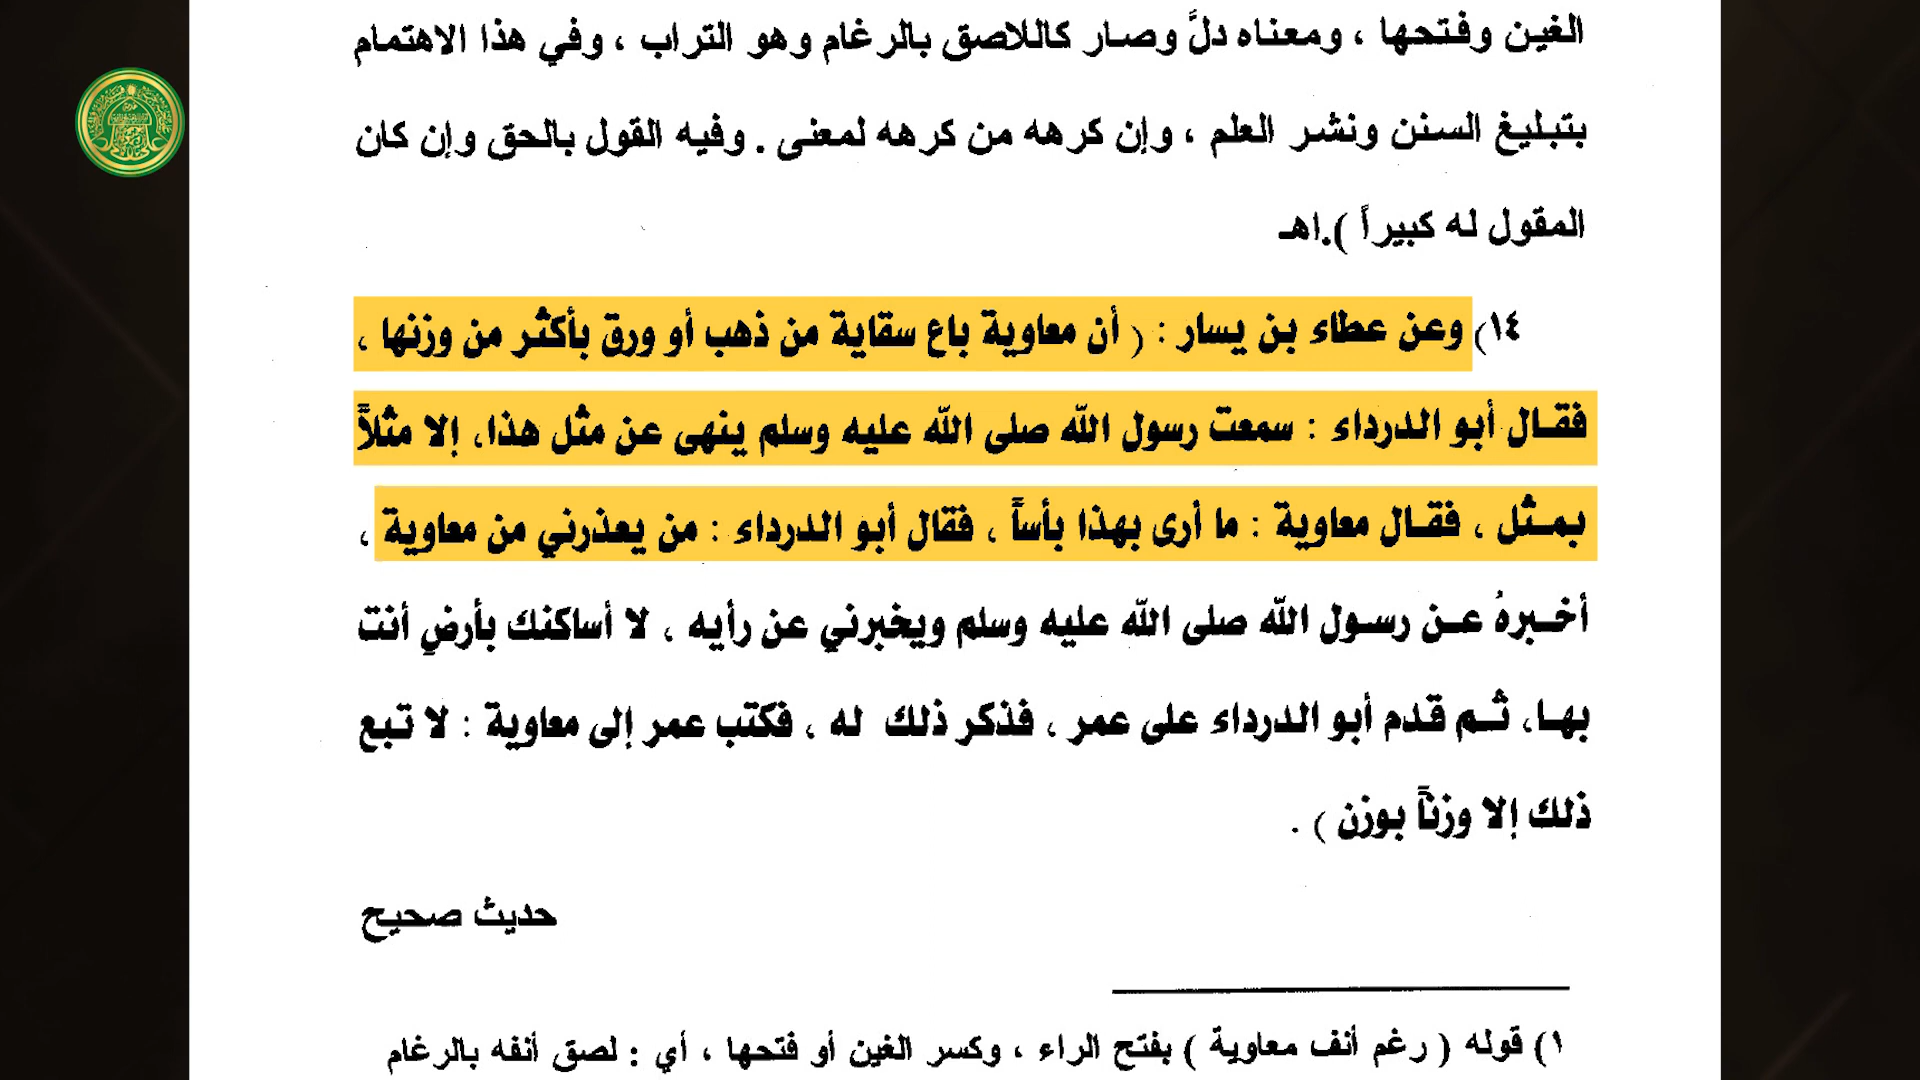 الغين وفتحها ، ومعناه دلَّ وصار كاللاصق بالرغام وهو التراب ، وفي هذا الاهتمام
بتبليغ السنن ونشر العلم ، وإن كرهه من كرهه لمعنى . وفيه القول بالحق وإن كان
المقول له كبيراً ).اهـ
١٤) وعن عطاء بن يسار : ( أن معاوية باع سقاية من ذهب أو ورق بأكثر من وزنها ،
فقال أبو الدرداء : سمعت رسول الله صلى الله عليه وسلم ينهى عن مثل هذا، إلا مثلاً
بمثل ، فقال معاوية : ما أرى بهذا بأساً ، فقال أبو الدرداء : من يعذرني من معاوية ،
أخبرهُ عن رسول الله صلى الله عليه وسلم ويخبرني عن رأيه ، لا أساكنك بأرضٍ أنت
بها، ثم قدم أبو الدرداء على عمر ، فذكر ذلك له ، فكتب عمر إلى معاوية : لا تبع
ذلك إلا وزناً بوزن ) .
حديث صحيح
١) قوله ( رغم أنف معاوية ) بفتح الراء ، وكسر الغين أو فتحها ، أي : لصق أنفه بالرغام